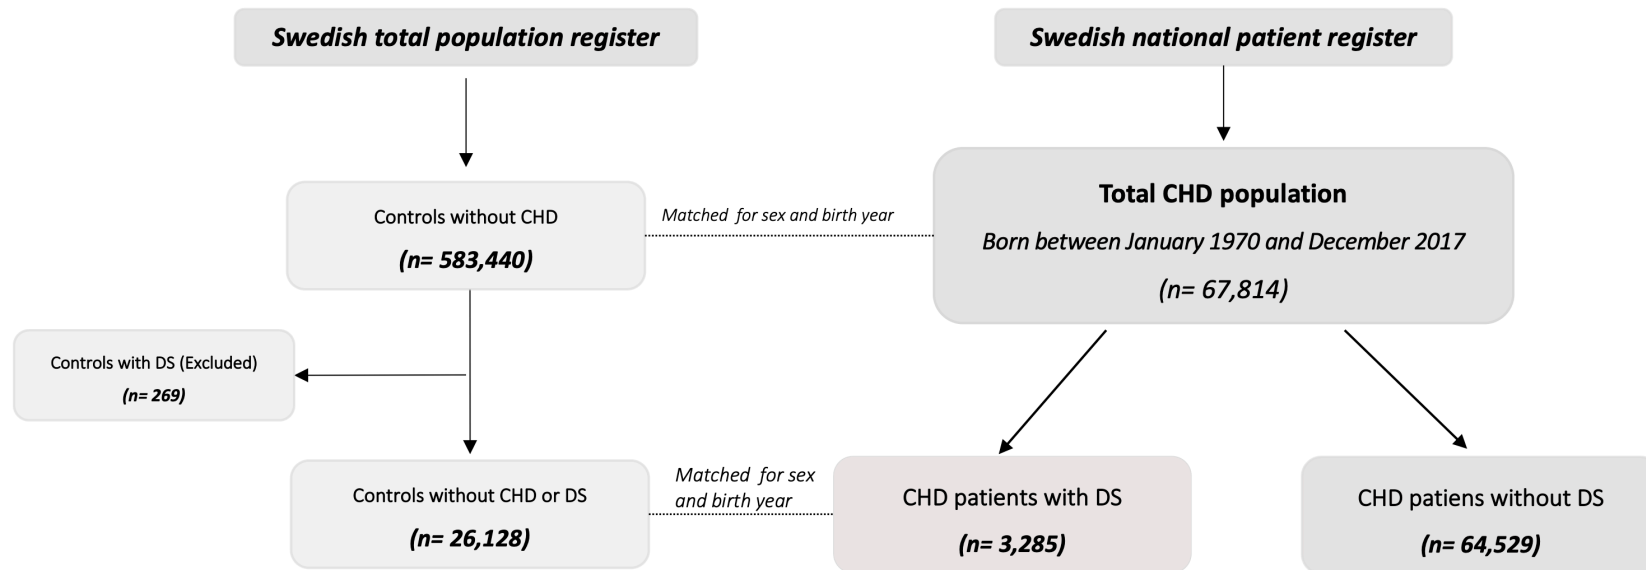 Swedish total population register
Swedish national patient register
Controls without CHD
(n= 583,440)
Matched for sex and birth year
Total CHD population
Born between January 1970 and December 2017
(n= 67,814)
Controls with DS (Excluded)
(n= 269)
Controls without CHD or DS
(n= 26,128)
Matched for sex
and birth year
CHD patients with DS
(n= 3,285)
CHD patiens without DS
(n= 64,529)